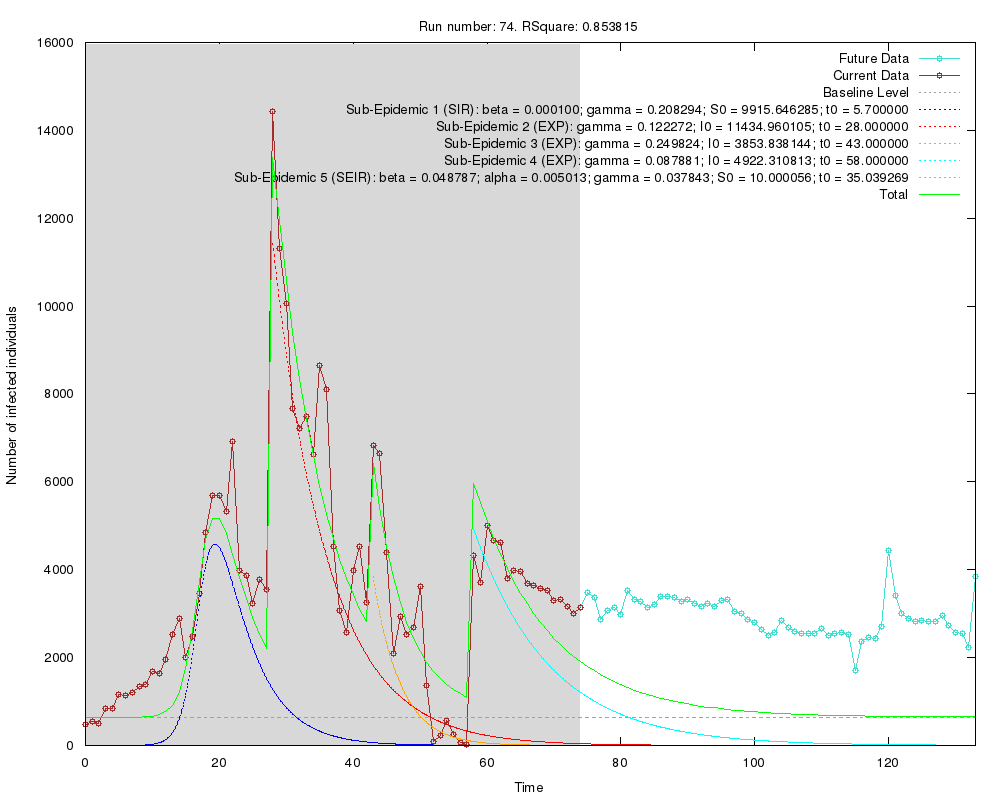 Run number: 74. RSquare: 0.853815
16000
14000
12000
10000
8000
6000
4000
2000
0
Number of infected individuals
Future Data
Current Data
Baseline Level
Sub-Epidemic 1 (SIR): beta = 0.000100; gamma = 0.208294; S0 = 9915.646285; t0 = 5.700000
Sub-Epidemic 2 (EXP): gamma = 0.122272; I0 = 11434.960105; t0 = 28.000000
Sub-Epidemic 3 (EXP): gamma = 0.249824; I0 = 3853.838144; t0 = 43.000000
Sub-Epidemic 4 (EXP): gamma = 0.087881; I0 = 4922.310813; t0 = 58.000000
Sub-Epidemic 5 (SEIR): beta = 0.048787; alpha = 0.005013; gamma = 0.037843; S0 = 10.000056; t0 = 35.039269
Total
0 20 40 60 80 100 120
Time